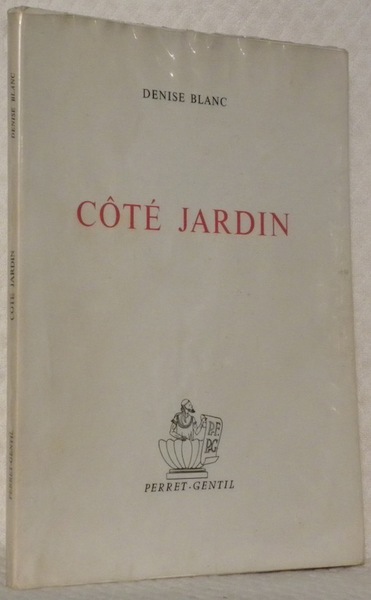 DENISE BLANC
CÔTÉ JARDIN
P.-F.
P.G
PERRET-GENTIL
DENISE BLANC
CÔTÉ JARDIN
PERRET-GENTIL